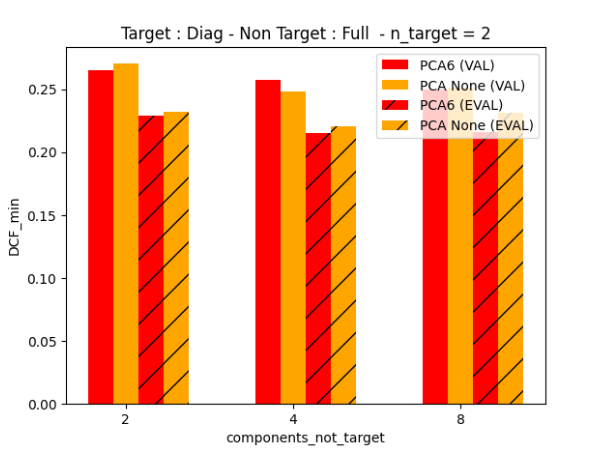 Target : Diag - Non Target : Full  - n_target = 2
PCA6 (VAL)
PCA None (VAL)
PCA6 (EVAL)
PCA None (EVAL)
DCF_min
0.25
0.20
0.15
0.10
0.05
0.00
2 4 8
components_not_target